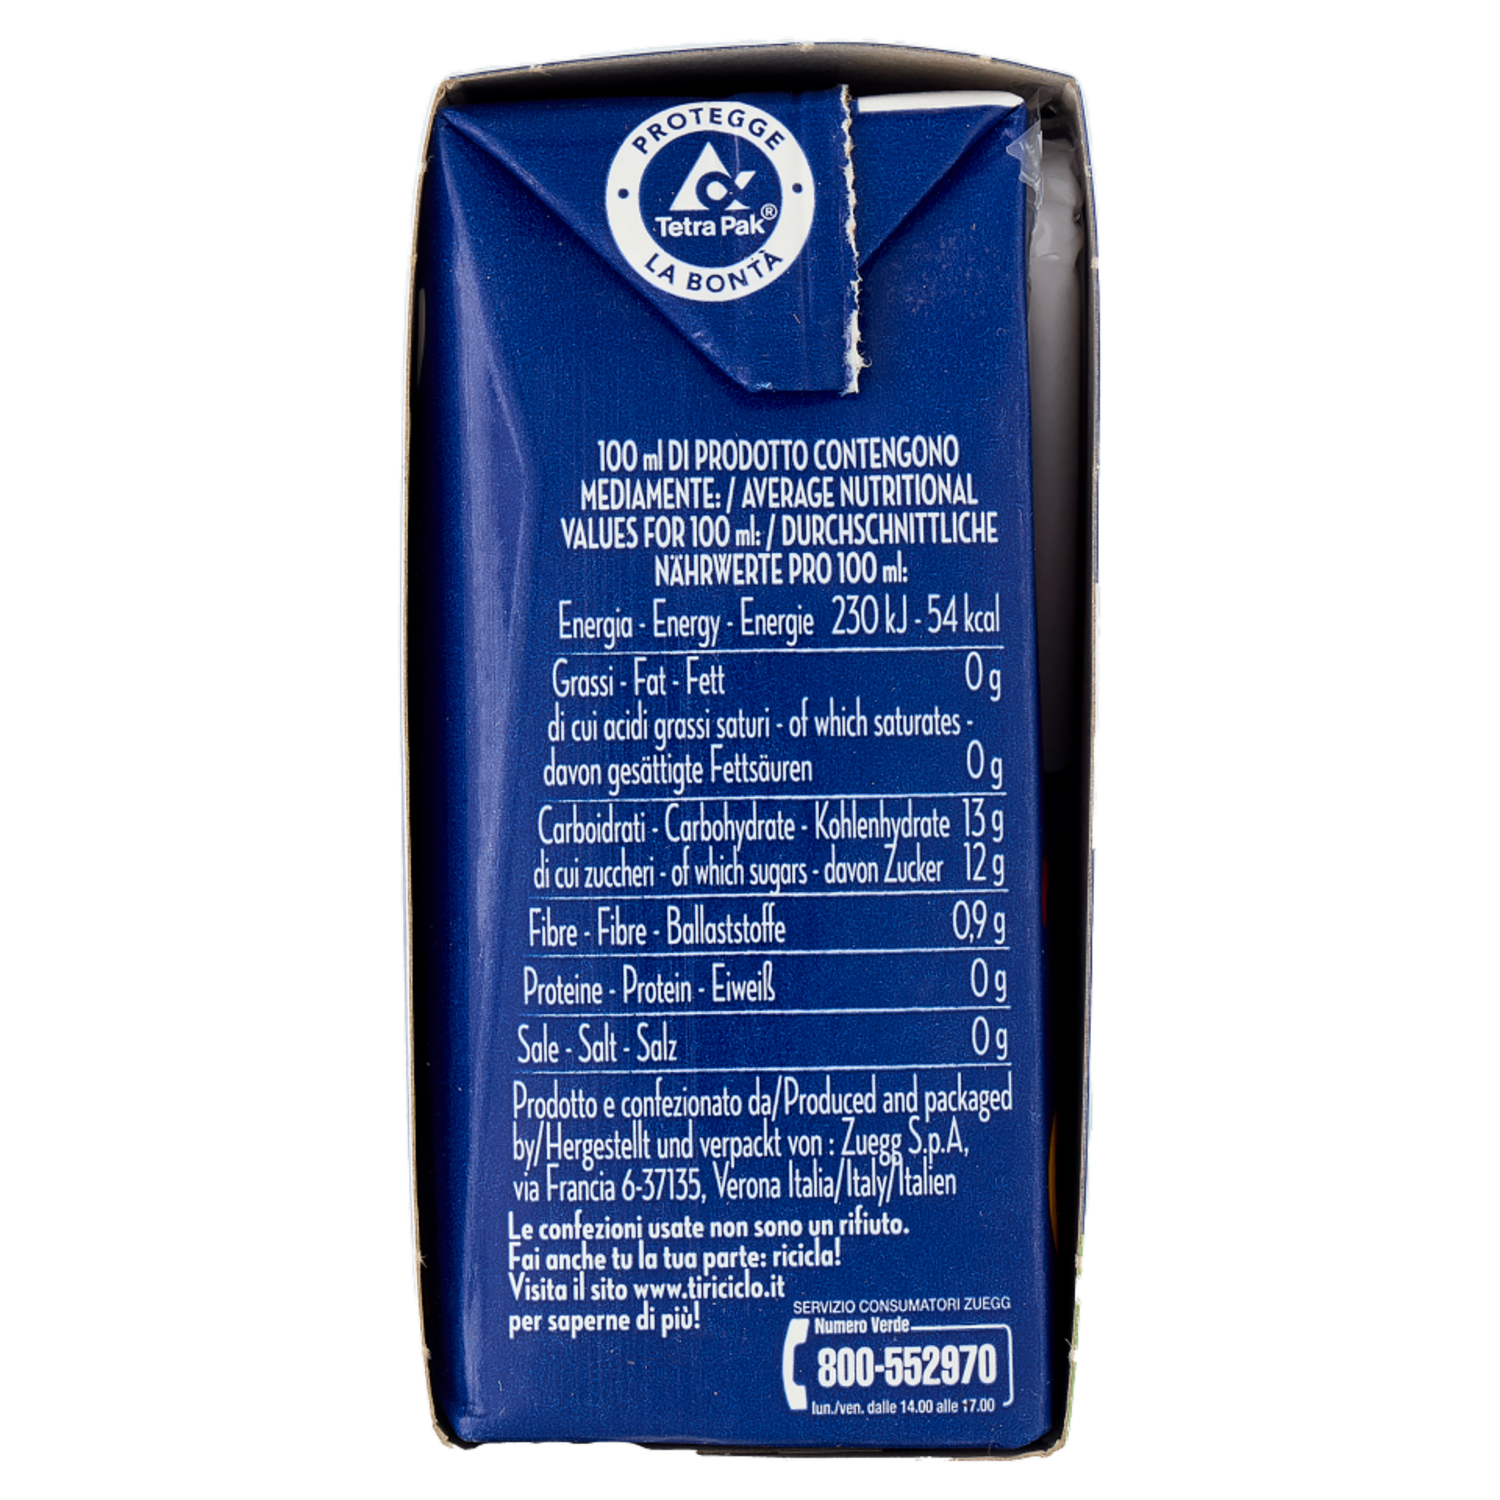 PROTEGGE
Tetra Pak®
LA BONTÀ
100 ml DI PRODOTTO CONTENGONO
MEDIAMENTE: / AVERAGE NUTRITIONAL
VALUES FOR 100 ml: / DURCHSCHNITTLICHE
NÄHRWERTE PRO 100 ml:
Energia - Energy - Energie 230 kJ - 54 kcal
Grassi - Fat - Fett 0 g
di cui acidi grassi saturi - of which saturates -
davon gesättigte Fettsäuren 0 g
Carboidrati - Carbohydrate - Kohlenhydrate 13 g
di cui zuccheri - of which sugars - davon Zucker 12 g
Fibre - Fibre - Ballaststoffe 0,9 g
Proteine - Protein - Eiweiß 0 g
Sale - Salt - Salz 0 g
Prodotto e confezionato da/Produced and packaged
by/Hergestellt und verpackt von : Zuegg S.p.A,
via Francia 6-37135, Verona Italia/Italy/Italien
Le confezioni usate non sono un rifiuto.
Fai anche tu la tua parte: ricicla!
Visita il sito www.tiriciclo.it
per saperne di più!
SERVIZIO CONSUMATORI ZUEGG
Numero Verde
800-552970
lun./ven. dalle 14.00 alle 17.00